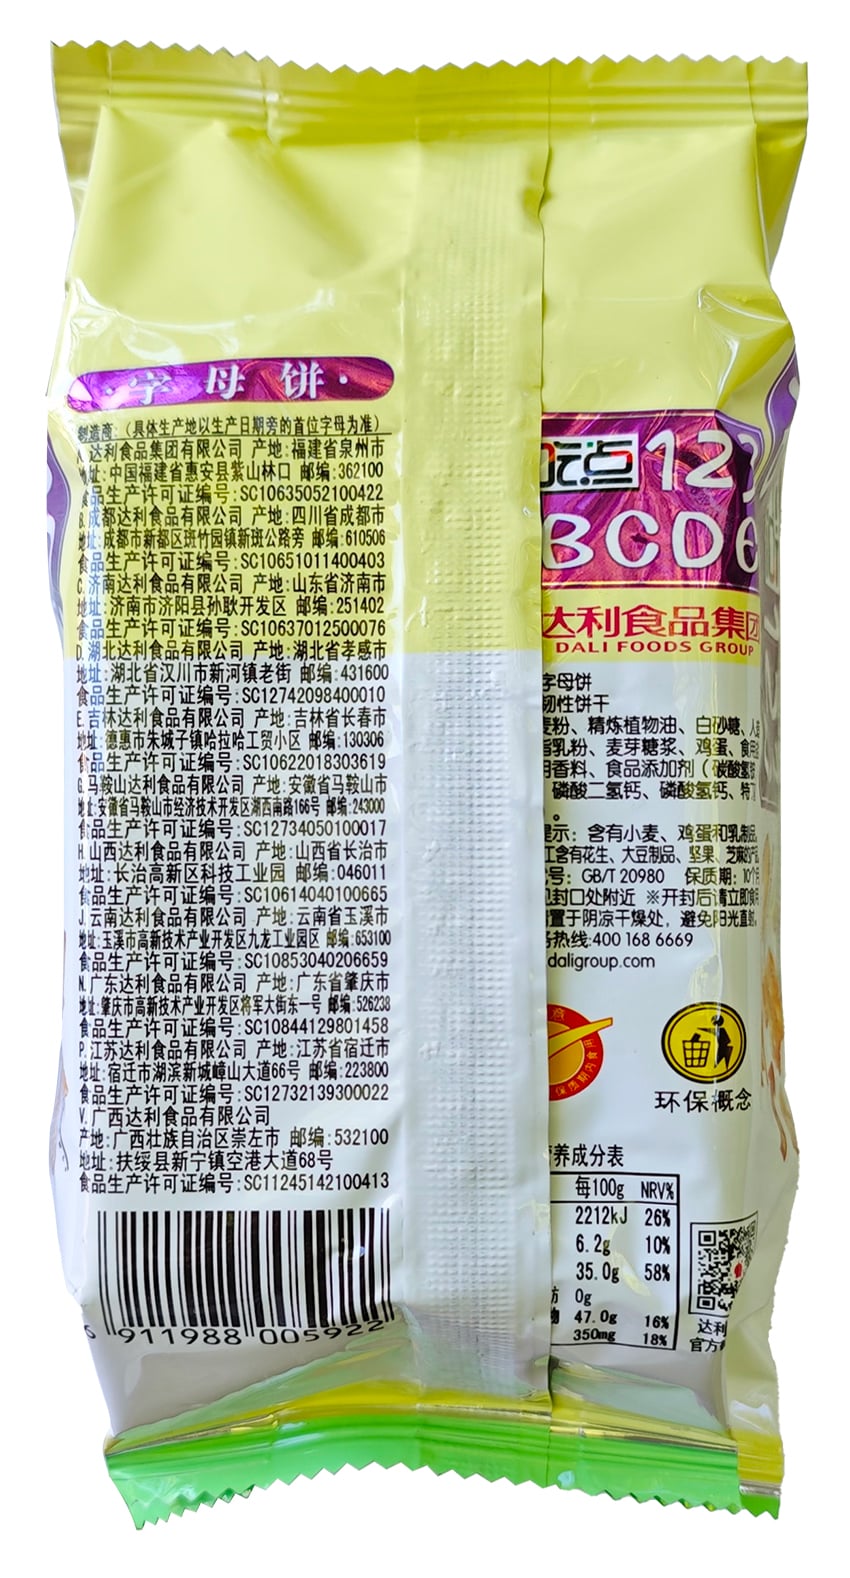 ·字母饼·
制造商:(具体生产地以生产日期旁的首位字母为准)
达利食品集团有限公司 产地:福建省泉州市
地址:中国福建省惠安县紫山林口 邮编:362100
食品生产许可证编号:SC10635052100422
B.成都达利食品有限公司 产地:四川省成都市
地址:成都市新都区斑竹园镇新斑公路旁 邮编:610506
食品生产许可证编号:SC10651011400403
C.济南达利食品有限公司 产地:山东省济南市
地址:济南市济阳县孙耿开发区 邮编:251402
食品生产许可证编号:SC10637012500076
D.湖北达利食品有限公司 产地:湖北省孝感市
地址:湖北省汉川市新河镇老街 邮编:431600
食品生产许可证编号:SC12742098400010
E.吉林达利食品有限公司 产地:吉林省长春市
地址:德惠市朱城子镇哈拉哈工贸小区 邮编:130306
食品生产许可证编号:SC10622018303619
G.马鞍山达利食品有限公司 产地:安徽省马鞍山市
地址:安徽省马鞍山市经济技术开发区湖西南路166号 邮编:243000
食品生产许可证编号:SC12734050100017
H.山西达利食品有限公司 产地:山西省长治市
地址:长治高新区科技工业园 邮编:046011
食品生产许可证编号:SC10614040100665
J.云南达利食品有限公司 产地:云南省玉溪市
地址:玉溪市高新技术产业开发区九龙工业园区 邮编:653100
食品生产许可证编号:SC10853040206659
N.广东达利食品有限公司 产地:广东省肇庆市
地址:肇庆市高新技术产业开发区将军大街东一号 邮编:526238
食品生产许可证编号:SC10844129801458
P.江苏达利食品有限公司 产地:江苏省宿迁市
地址:宿迁市湖滨新城嶂山大道66号 邮编:223800
食品生产许可证编号:SC12732139300022
V.广西达利食品有限公司
产地:广西壮族自治区崇左市 邮编:532100
地址:扶绥县新宁镇空港大道68号
食品生产许可证编号:SC11245142100413
6 911988 005922
吃点 123
BCDe
达利食品集团
DALI FOODS GROUP
字母饼
韧性饼干
麦粉、精炼植物油、白砂糖、
脂乳粉、麦芽糖浆、鸡蛋、食用
用香料、食品添加剂(碳酸氢
磷酸二氢钙、磷酸氢钙、特
。
提示:含有小麦、鸡蛋和乳制品
工含有花生、大豆制品、坚果、芝麻的产
号:GB/T 20980 保质期:10个月
封口处附近 ※开封后请立即食用
置于阴凉干燥处,避免阳光直射
务热线:400 168 6669
daligroup.com
保质期内食用
环保概念
营养成分表
每100g NRV%
2212kJ 26%
6.2g 10%
35.0g 58%
肪 0g
物 47.0g 16%
350mg 18%
达利
官方